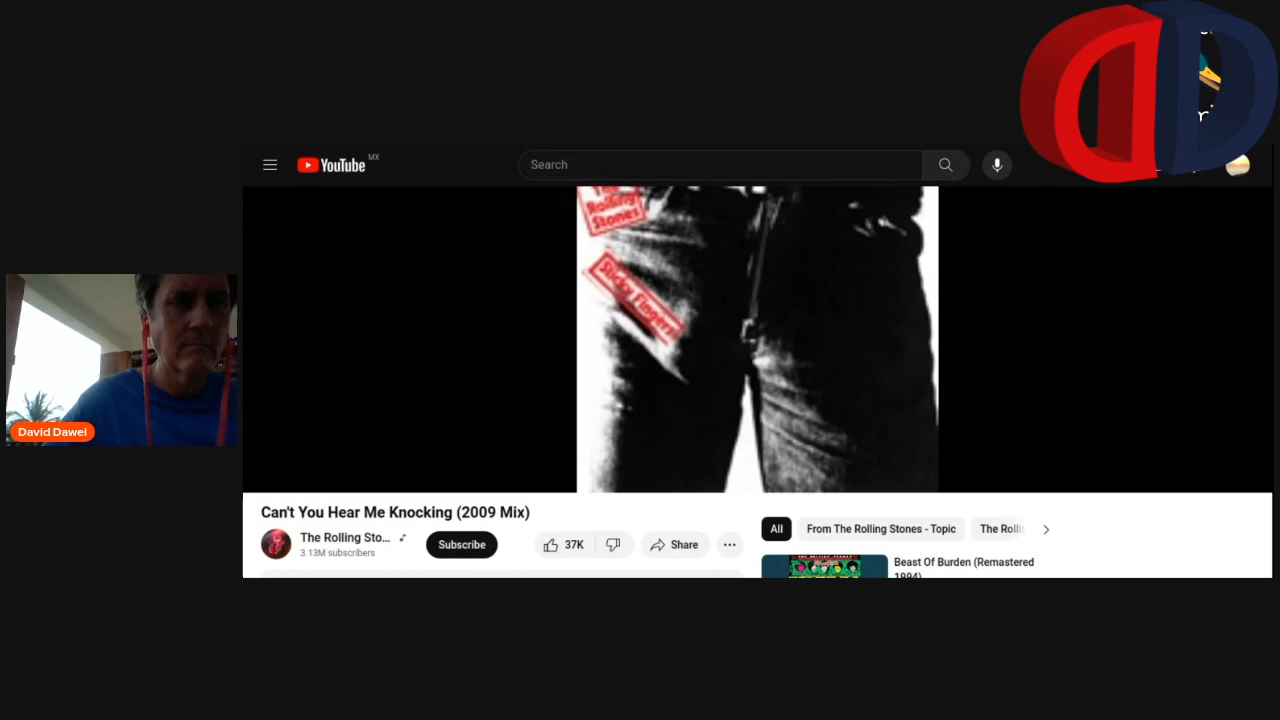 YouTube MX
Search
The
Rolling
Stones
Sticky Fingers
David Dawei
Can't You Hear Me Knocking (2009 Mix)
The Rolling Sto...
3.13M subscribers
Subscribe
37K
Share
All
From The Rolling Stones - Topic
The Rolli
Beast Of Burden (Remastered
1994)